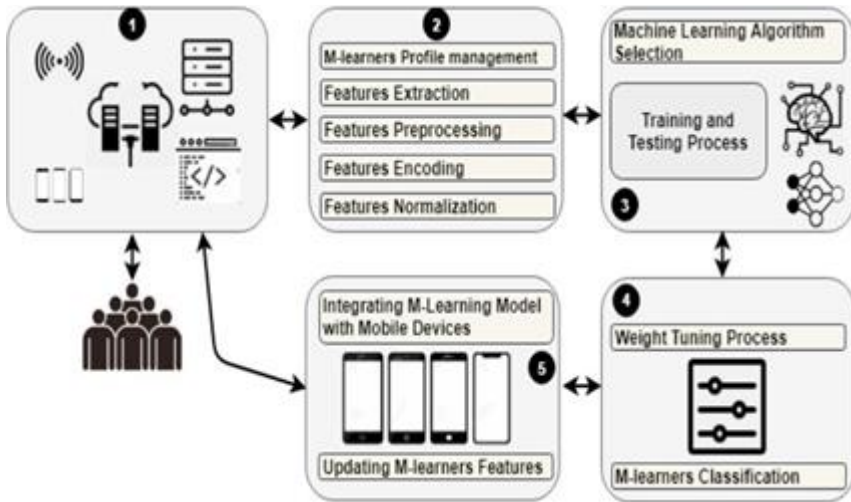 1
</>
2
M-learners Profile management
Features Extraction
Features Preprocessing
Features Encoding
Features Normalization
Machine Learning Algorithm
Selection
Training and
Testing Process
3
4
Weight Tuning Process
M-learners Classification
Integrating M-Learning Model
with Mobile Devices
5
Updating M-learners Features